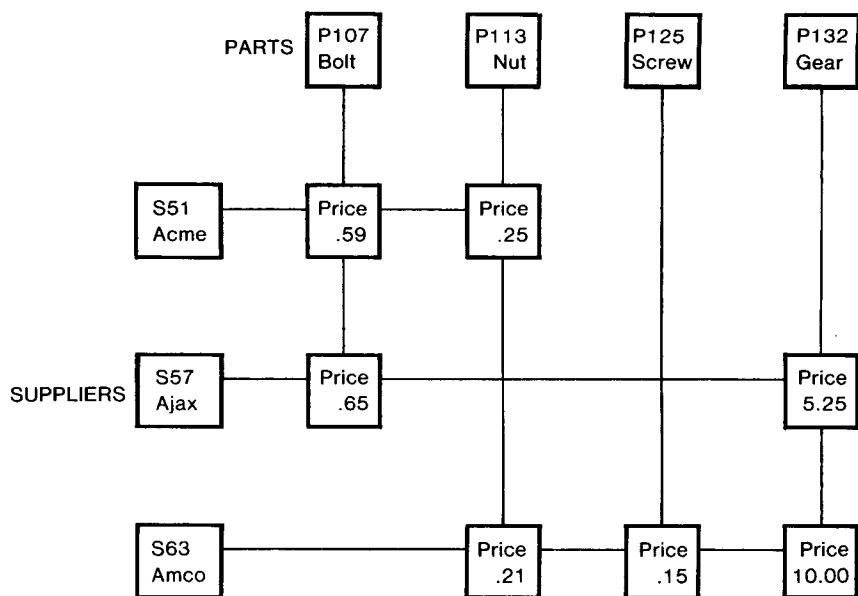 PARTS
P107
Bolt
P113
Nut
P125
Screw
P132
Gear
S51
Acme
Price
.59
Price
.25
SUPPLIERS
S57
Ajax
Price
.65
Price
5.25
S63
Amco
Price
.21
Price
.15
Price
10.00